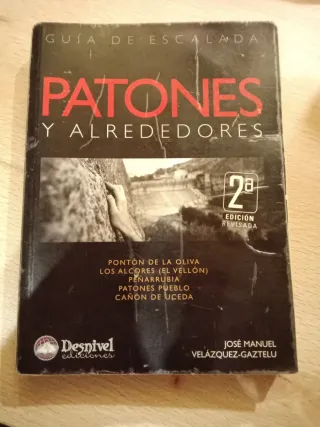 GUÍA DE ESCALADA
PATONES
Y ALREDEDORES
2ª
EDICIÓN
REVISADA
PONTÓN DE LA OLIVA
LOS ALCORES (EL VELLÓN)
PEÑARRUBIA
PATONES PUEBLO
CAÑON DE UCEDA
JOSÉ MANUEL
VELÁZQUEZ-GAZTELU
Desnivel
ediciones